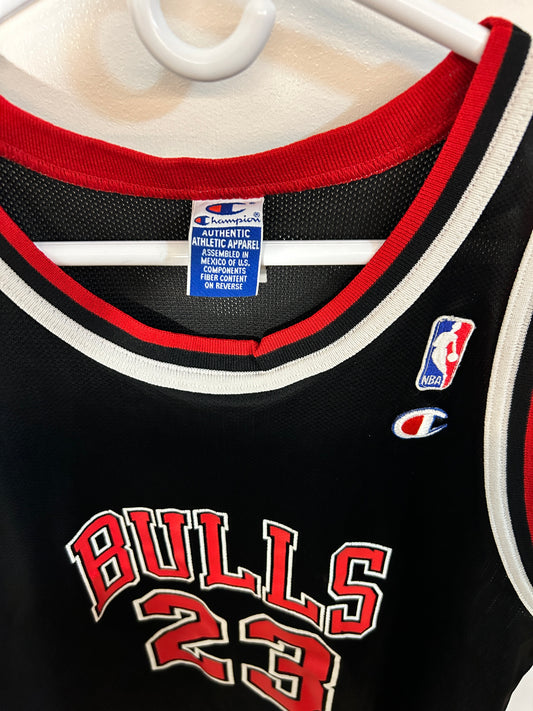 Champion®
AUTHENTIC
ATHLETIC APPAREL
ASSEMBLED IN
MEXICO OF U.S.
COMPONENTS
FIBER CONTENT
ON REVERSE
NBA
BULLS
23